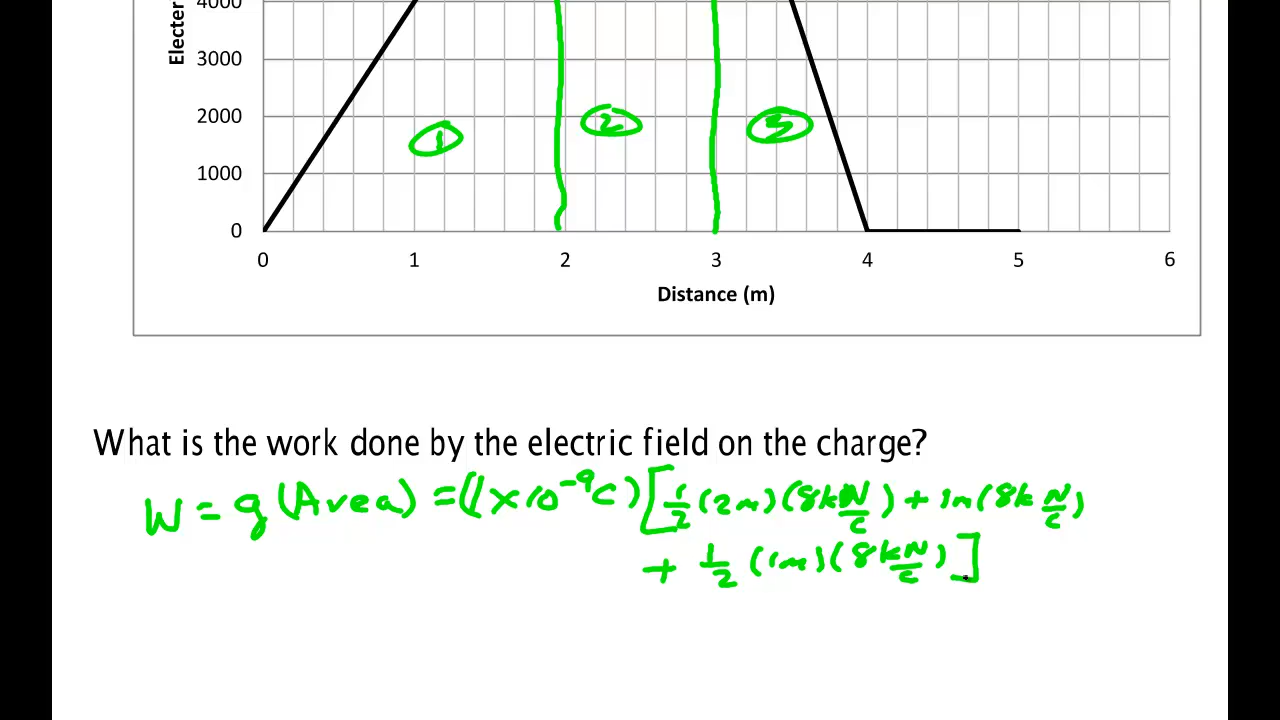 4000
Electer
3000
2000
1000
0
① ② ③
0 1 2 3 4 5 6
Distance (m)
What is the work done by the electric field on the charge?
W = q (Area) = (1 x 10⁻⁹ C) [ 1/2 (2m) (8k N/C) + 1m (8k N/C)
+ 1/2 (1m) (8k N/C) ]